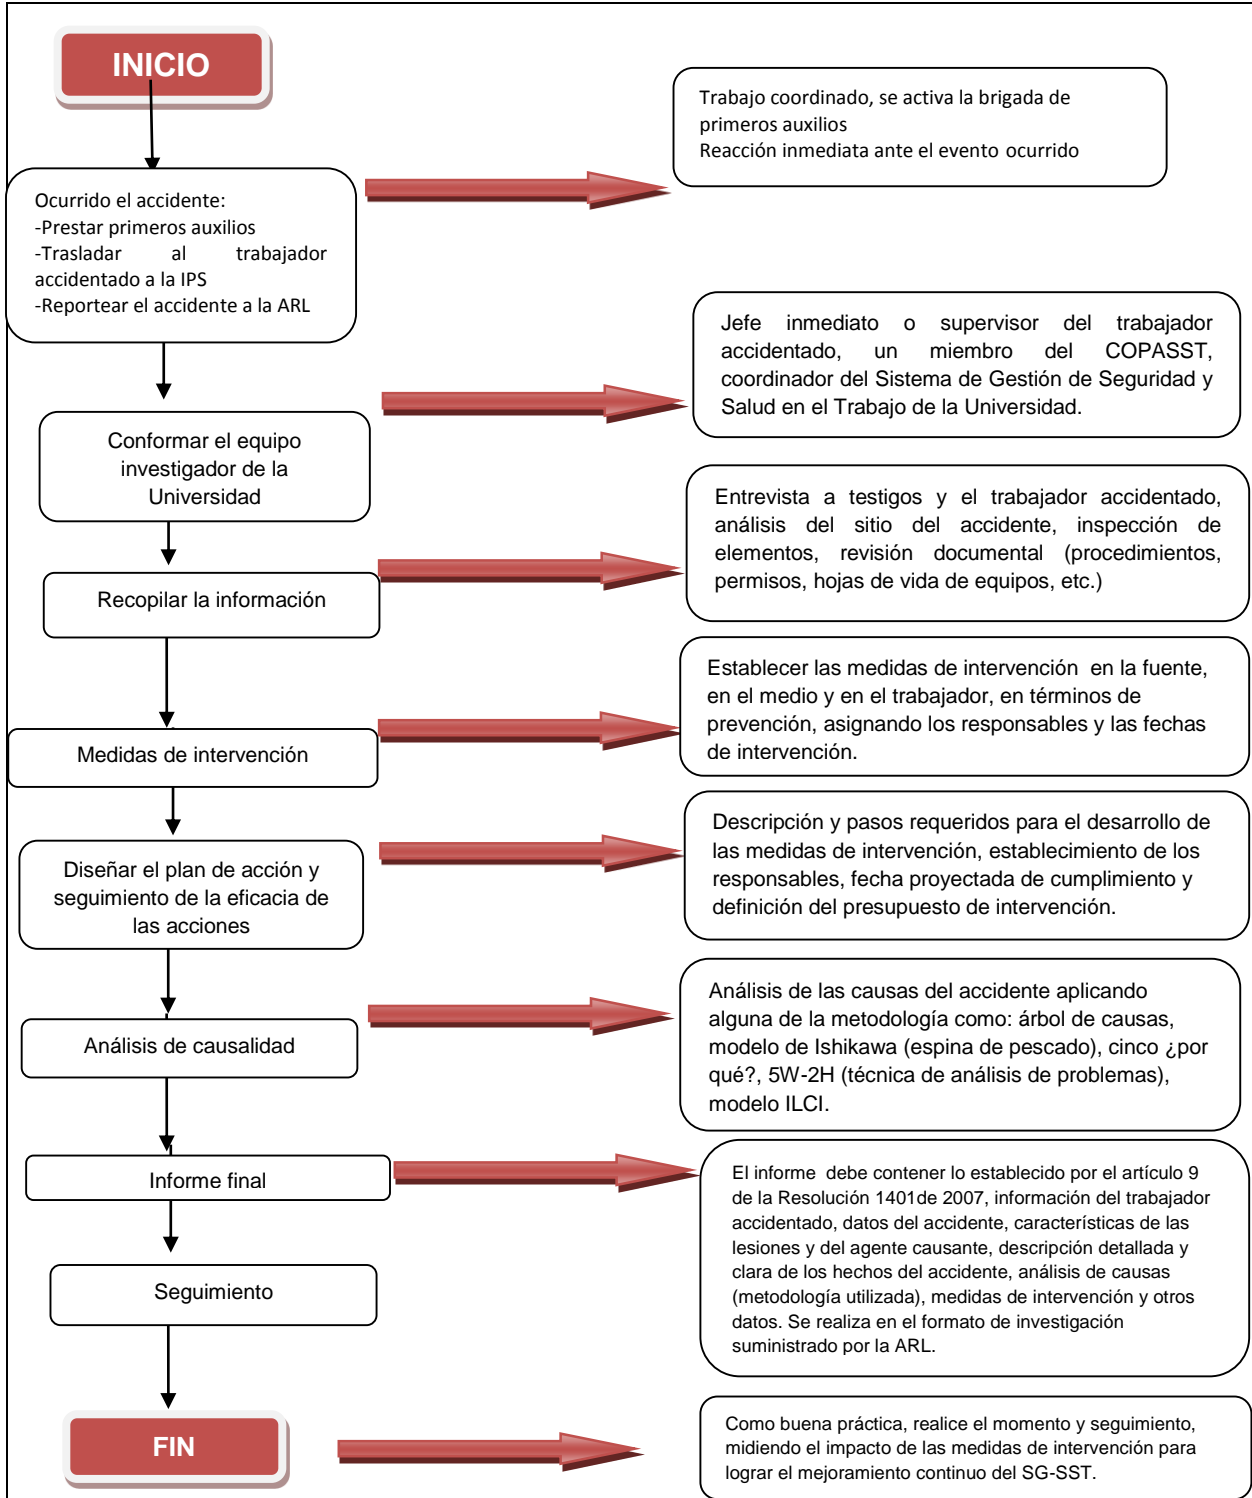 INICIO
Trabajo coordinado, se activa la brigada de
primeros auxilios
Reacción inmediata ante el evento ocurrido
Ocurrido el accidente:
-Prestar primeros auxilios
-Trasladar al trabajador
accidentado a la IPS
-Reportear el accidente a la ARL
Jefe inmediato o supervisor del trabajador
accidentado, un miembro del COPASST,
coordinador del Sistema de Gestión de Seguridad y
Salud en el Trabajo de la Universidad.
Conformar el equipo
investigador de la
Universidad
Entrevista a testigos y el trabajador accidentado,
análisis del sitio del accidente, inspección de
elementos, revisión documental (procedimientos,
permisos, hojas de vida de equipos, etc.)
Recopilar la información
Establecer las medidas de intervención en la fuente,
en el medio y en el trabajador, en términos de
prevención, asignando los responsables y las fechas
de intervención.
Medidas de intervención
Descripción y pasos requeridos para el desarrollo de
las medidas de intervención, establecimiento de los
responsables, fecha proyectada de cumplimiento y
definición del presupuesto de intervención.
Diseñar el plan de acción y
seguimiento de la eficacia de
las acciones
Análisis de las causas del accidente aplicando
alguna de la metodología como: árbol de causas,
modelo de Ishikawa (espina de pescado), cinco ¿por
qué?, 5W-2H (técnica de análisis de problemas),
modelo ILCI.
Análisis de causalidad
El informe debe contener lo establecido por el artículo 9
de la Resolución 1401de 2007, información del trabajador
accidentado, datos del accidente, características de las
lesiones y del agente causante, descripción detallada y
clara de los hechos del accidente, análisis de causas
(metodología utilizada), medidas de intervención y otros
datos. Se realiza en el formato de investigación
suministrado por la ARL.
Informe final
Seguimiento
FIN
Como buena práctica, realice el momento y seguimiento,
midiendo el impacto de las medidas de intervención para
lograr el mejoramiento continuo del SG-SST.